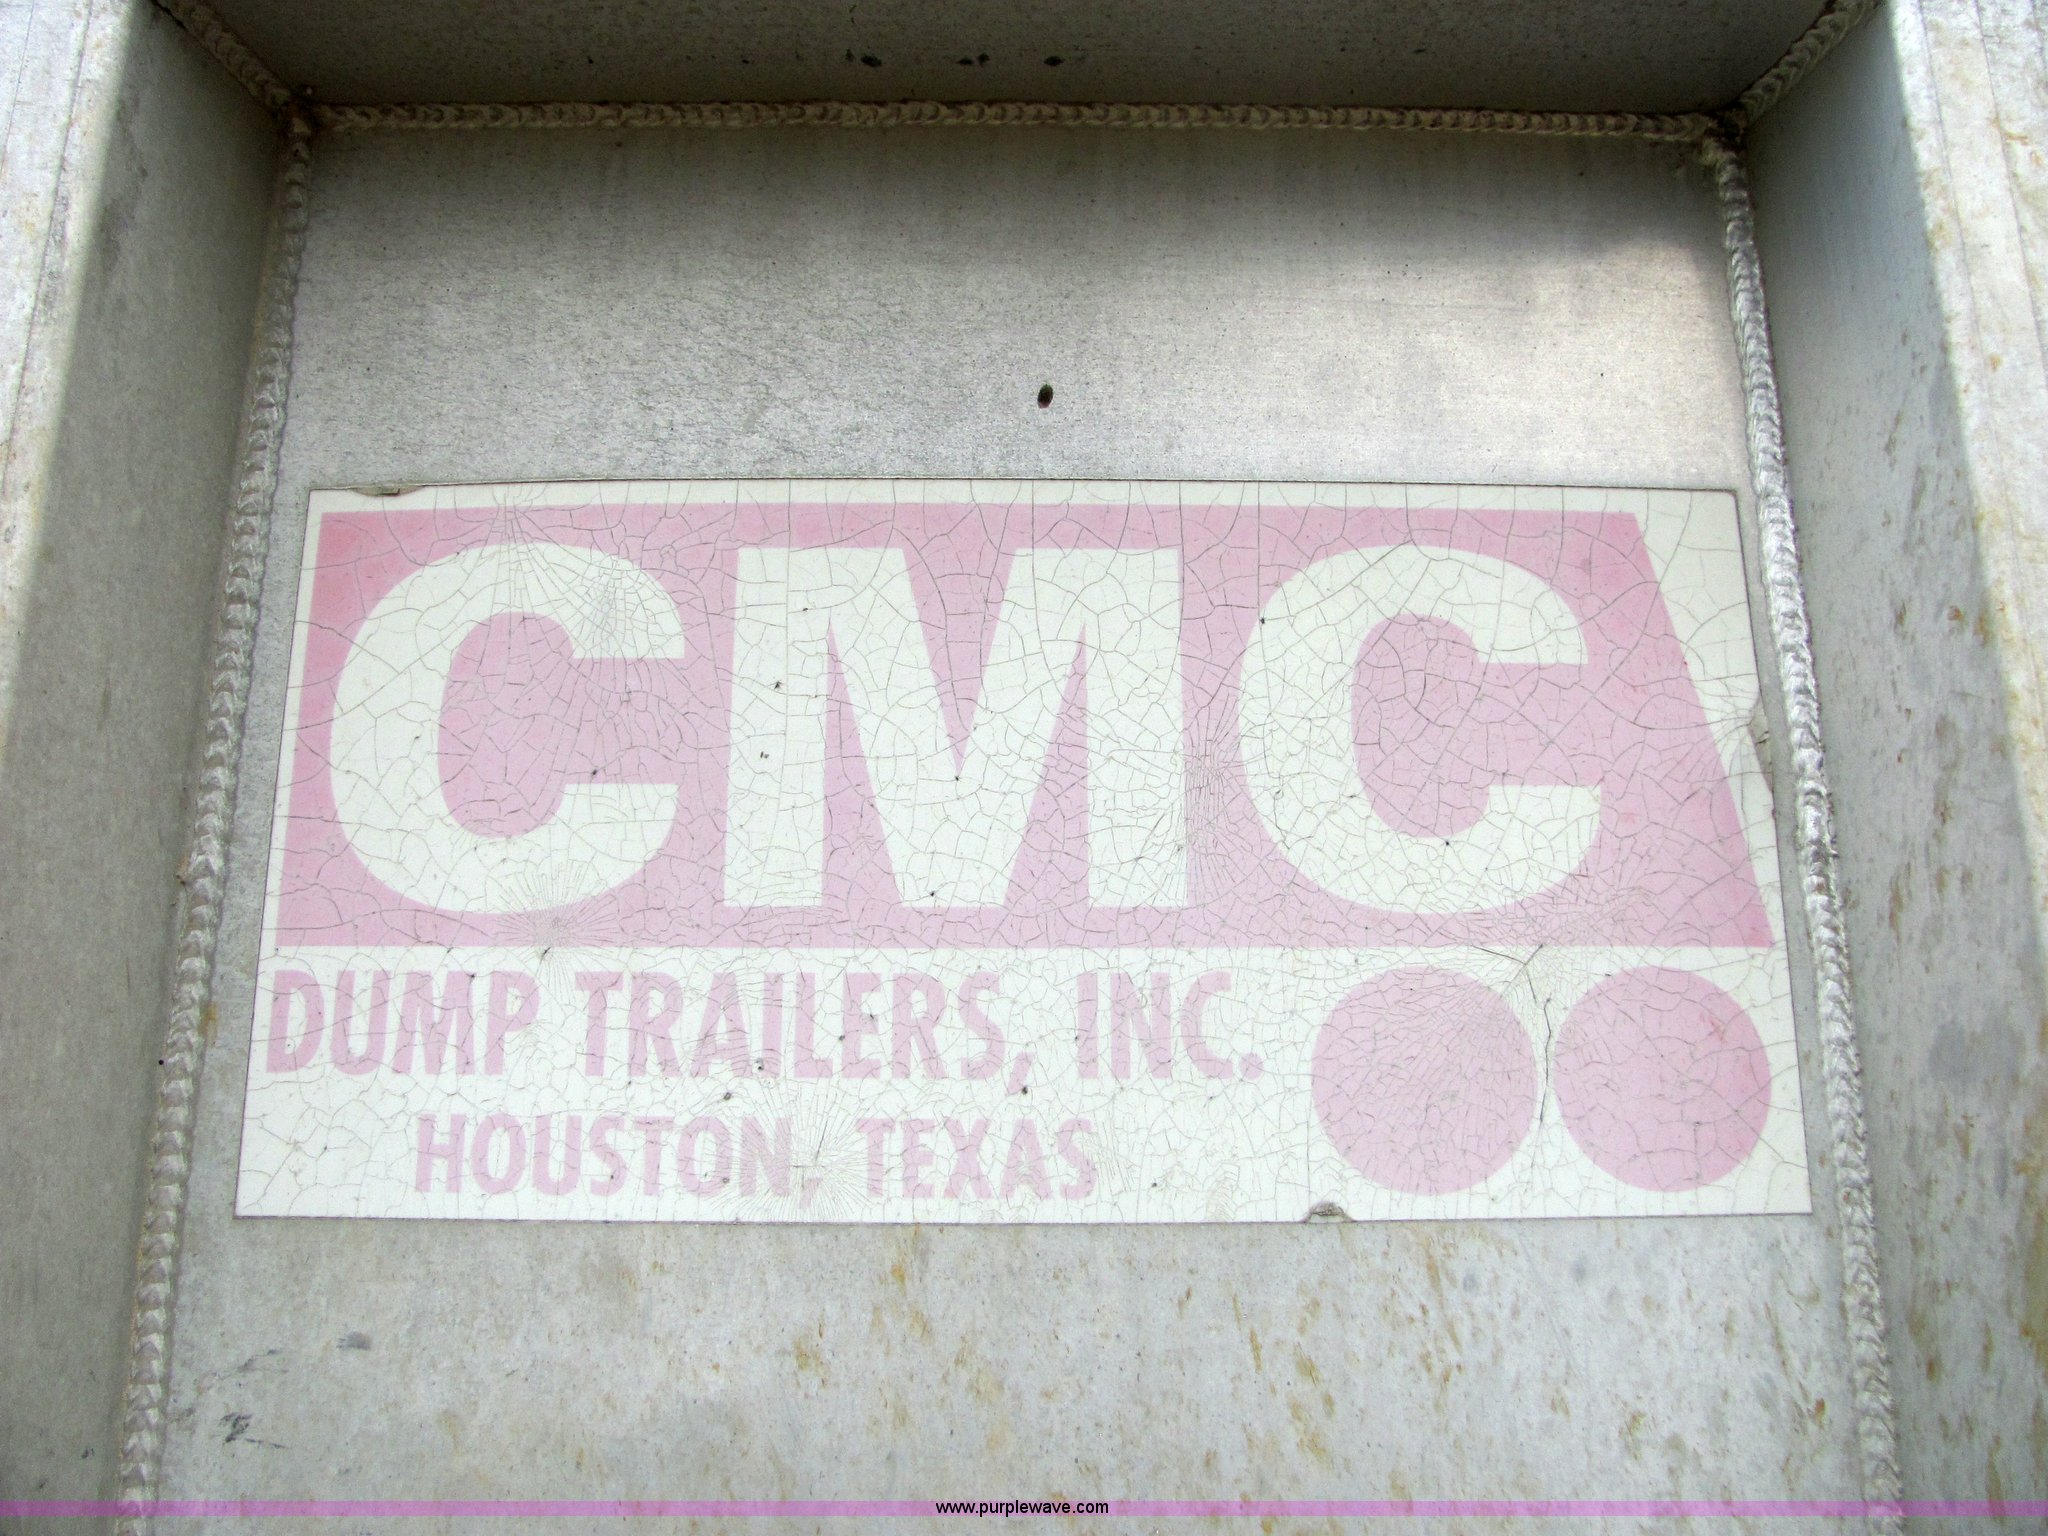 CMC
DUMP TRAILERS, INC.
HOUSTON, TEXAS
www.purplewave.com